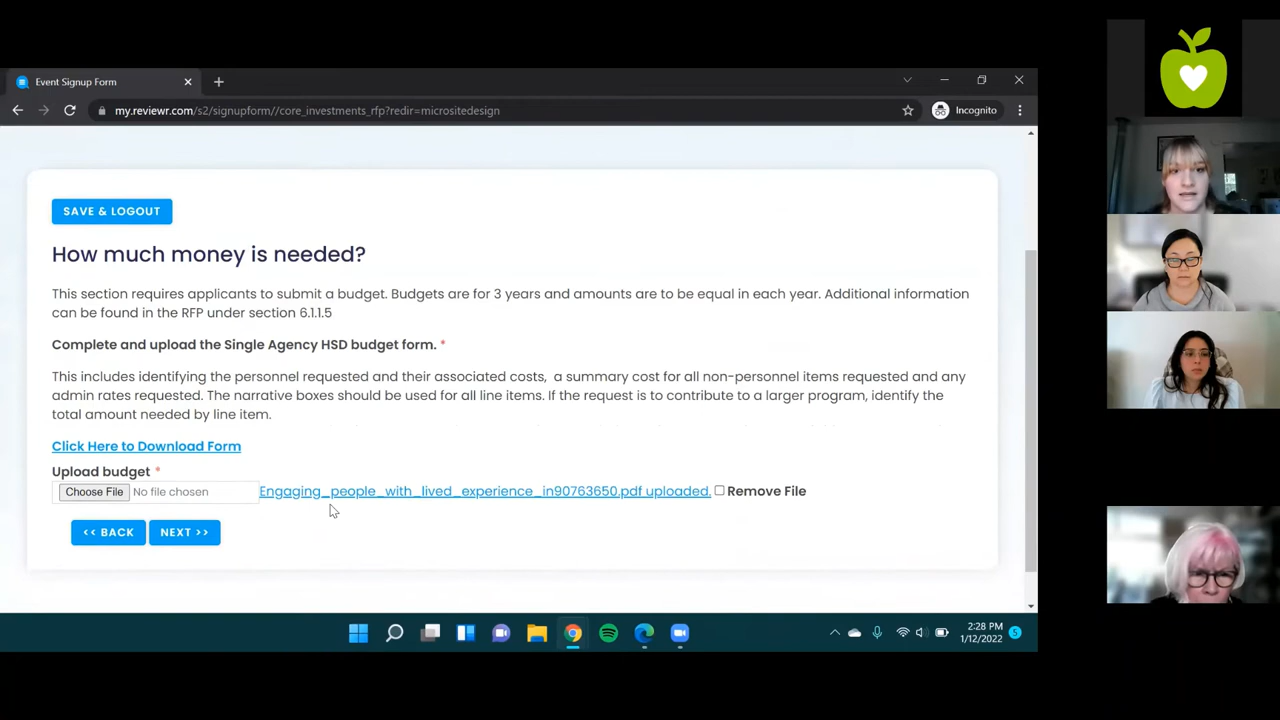 Event Signup Form
my.reviewr.com/s2/signupform//core_investments_rfp?redir=micrositedesign
Incognito
SAVE & LOGOUT
How much money is needed?
This section requires applicants to submit a budget. Budgets are for 3 years and amounts are to be equal in each year. Additional information
can be found in the RFP under section 6.1.1.5
Complete and upload the Single Agency HSD budget form. *
This includes identifying the personnel requested and their associated costs, a summary cost for all non-personnel items requested and any
admin rates requested. The narrative boxes should be used for all line items. If the request is to contribute to a larger program, identify the
total amount needed by line item.
Click Here to Download Form
Upload budget *
Choose File No file chosen Engaging_people_with_lived_experience_in90763650.pdf uploaded. Remove File
<< BACK NEXT >>
2:28 PM
1/12/2022 5